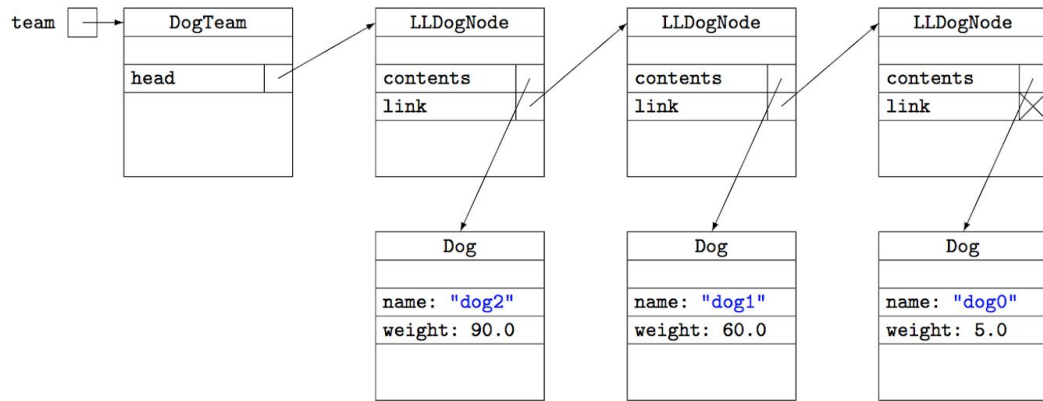 team DogTeam LLDogNode LLDogNode LLDogNode
head contents contents contents
link link link
Dog Dog Dog
name: "dog2" name: "dog1" name: "dog0"
weight: 90.0 weight: 60.0 weight: 5.0